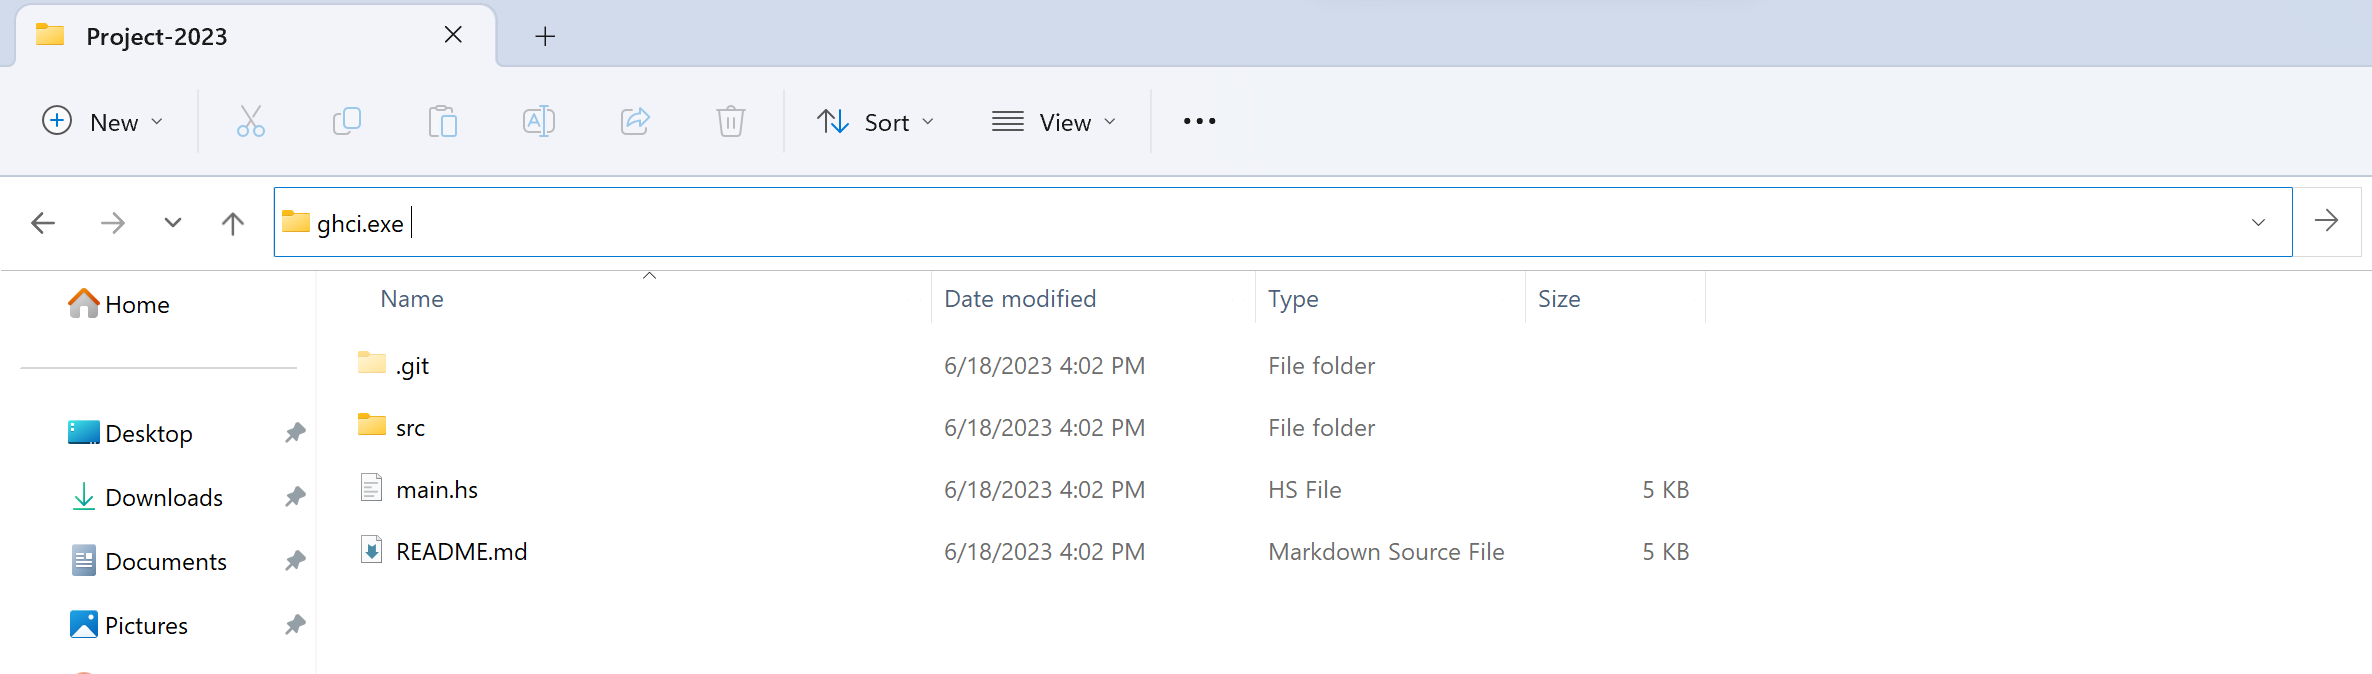 Project-2023
New Sort View
ghci.exe
Home
Desktop
Downloads
Documents
Pictures
Name Date modified Type Size
.git 6/18/2023 4:02 PM File folder
src 6/18/2023 4:02 PM File folder
main.hs 6/18/2023 4:02 PM HS File 5 KB
README.md 6/18/2023 4:02 PM Markdown Source File 5 KB